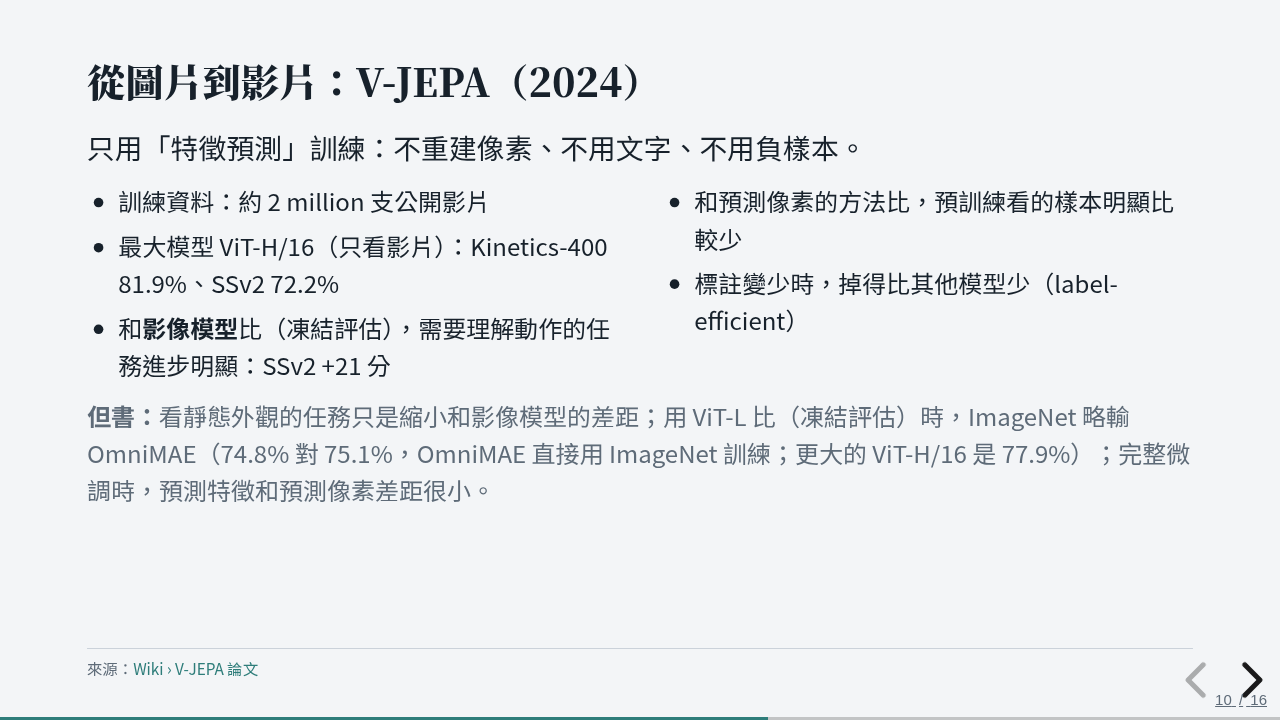 從圖片到影片：V-JEPA（2024）
只用「特徵預測」訓練：不重建像素、不用文字、不用負樣本。
• 訓練資料：約 2 million 支公開影片
• 最大模型 ViT-H/16（只看影片）：Kinetics-400
81.9%、SSv2 72.2%
• 和影像模型比（凍結評估），需要理解動作的任
務進步明顯：SSv2 +21 分
• 和預測像素的方法比，預訓練看的樣本明顯比
較少
• 標註變少時，掉得比其他模型少（label-
efficient）
但書：看靜態外觀的任務只是縮小和影像模型的差距；用 ViT-L 比（凍結評估）時，ImageNet 略輸
OmniMAE（74.8% 對 75.1%，OmniMAE 直接用 ImageNet 訓練；更大的 ViT-H/16 是 77.9%）；完整微
調時，預測特徵和預測像素差距很小。
來源：Wiki › V-JEPA 論文
10 / 16